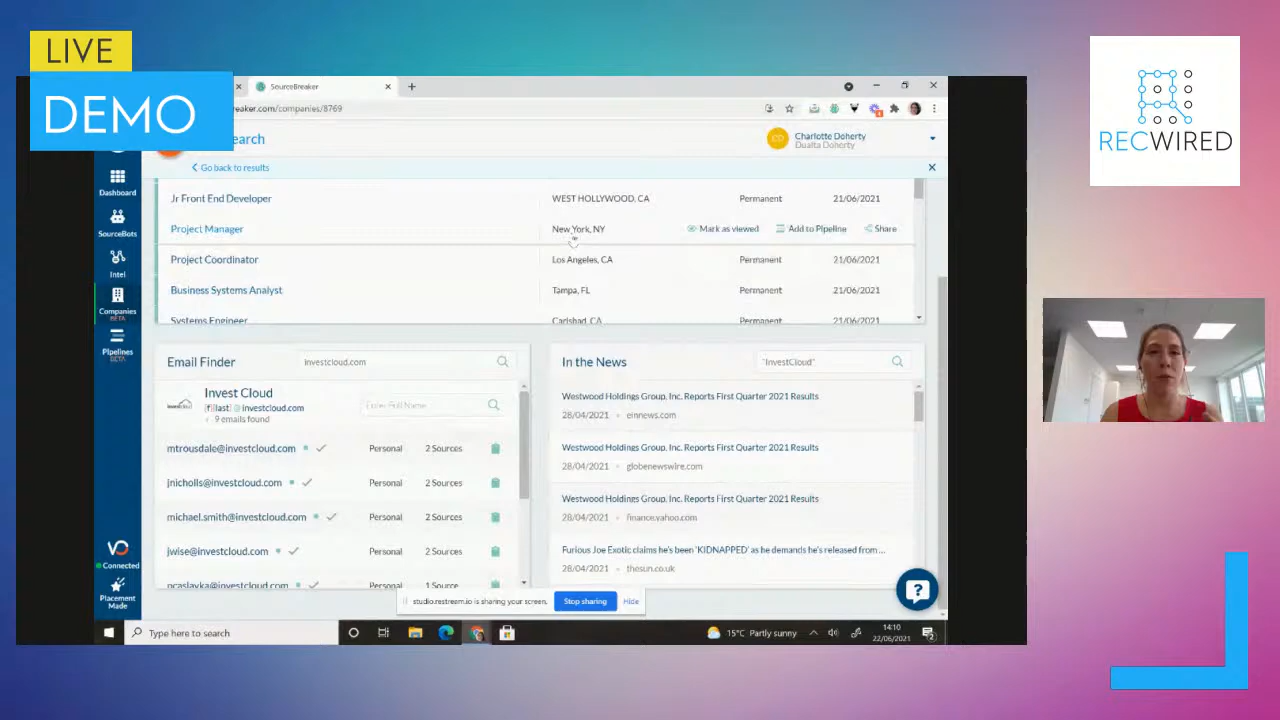 LIVE
DEMO
SourceBreaker
breaker.com/companies/8769
earch
CD
Charlotte Doherty
Dualta Doherty
Go back to results
Dashboard
SourceBots
Intel
Companies
BETA
Pipelines
BETA
Connected
Placement
Made
Jr Front End Developer WEST HOLLYWOOD, CA Permanent 21/06/2021
Project Manager New York, NY Mark as viewed Add to Pipeline Share
Project Coordinator Los Angeles, CA Permanent 21/06/2021
Business Systems Analyst Tampa, FL Permanent 21/06/2021
Systems Engineer Carlsbad, CA Permanent 21/06/2021
Email Finder investcloud.com
Invest Cloud
{f}{last}@investcloud.com
9 emails found
Enter Full Name
mtrousdale@investcloud.com Personal 2 Sources
jnicholls@investcloud.com Personal 2 Sources
michael.smith@investcloud.com Personal 2 Sources
jwise@investcloud.com Personal 2 Sources
Personal 1 Source
In the News "InvestCloud"
Westwood Holdings Group, Inc. Reports First Quarter 2021 Results
28/04/2021 • einnews.com
Westwood Holdings Group, Inc. Reports First Quarter 2021 Results
28/04/2021 • globenewswire.com
Westwood Holdings Group, Inc. Reports First Quarter 2021 Results
28/04/2021 • finance.yahoo.com
Furious Joe Exotic claims he's been 'KIDNAPPED' as he demands he's released from ...
28/04/2021 • thesun.co.uk
studio.restream.io is sharing your screen. Stop sharing Hide
Type here to search
15°C Partly sunny
14:10
22/06/2021
RECWIRED